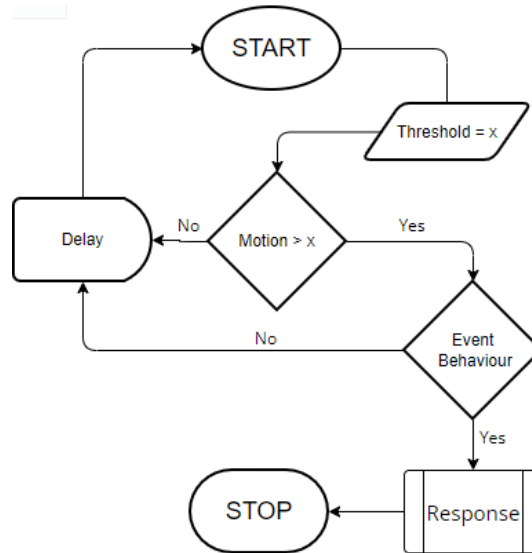 START
Threshold = x
Delay
No
Motion > x
Yes
No
Event
Behaviour
Yes
STOP
Response